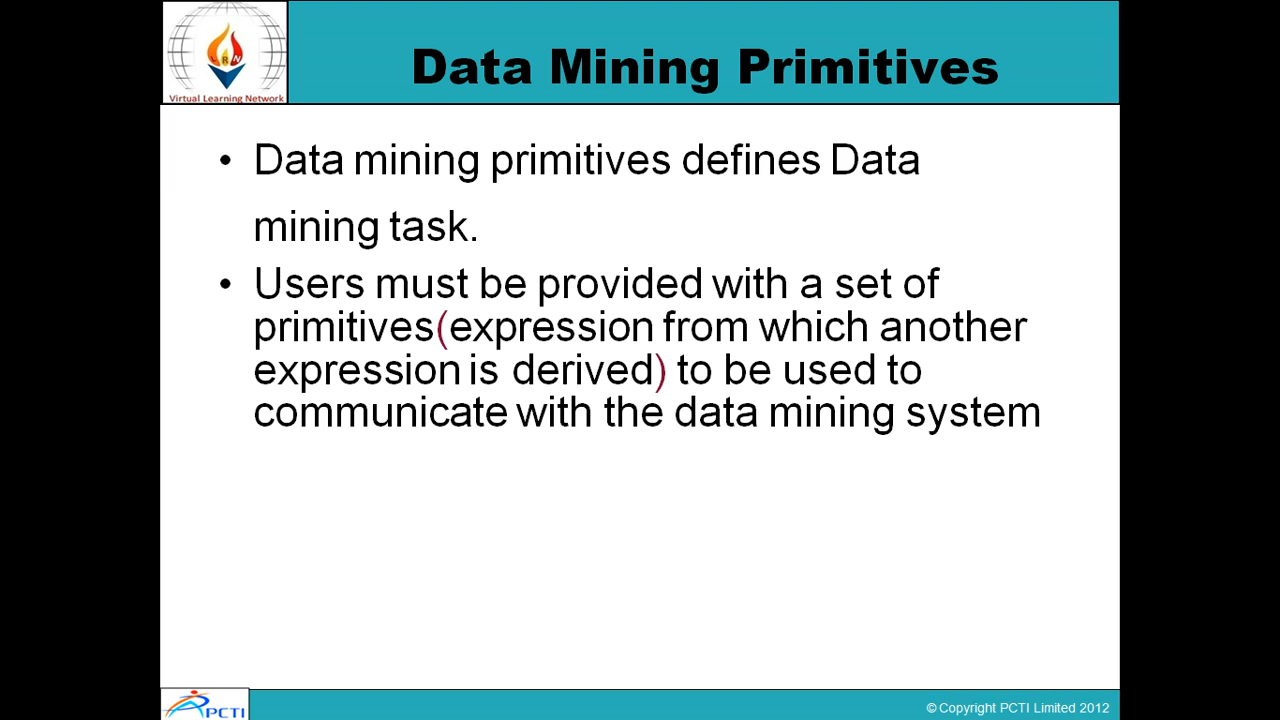 Virtual Learning Network
Data Mining Primitives
• Data mining primitives defines Data
mining task.
• Users must be provided with a set of
primitives(expression from which another
expression is derived) to be used to
communicate with the data mining system
PCTI
© Copyright PCTI Limited 2012